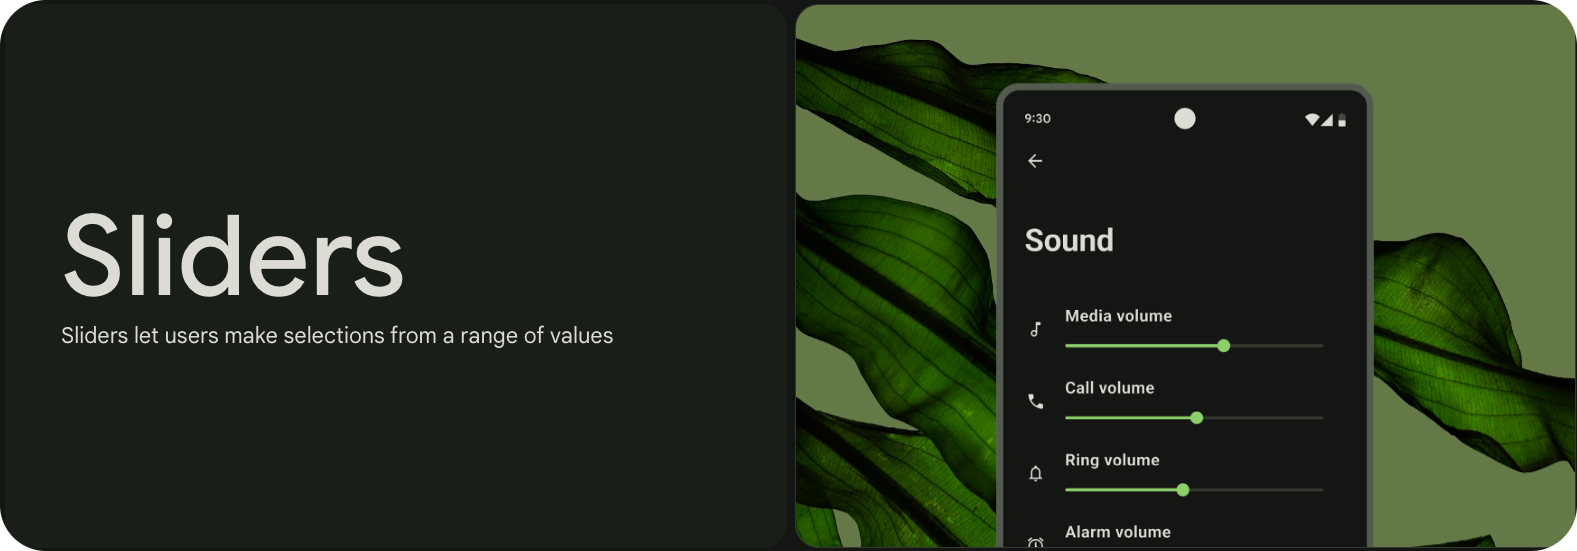 Sliders
Sliders let users make selections from a range of values
9:30
Sound
Media volume
Call volume
Ring volume
Alarm volume